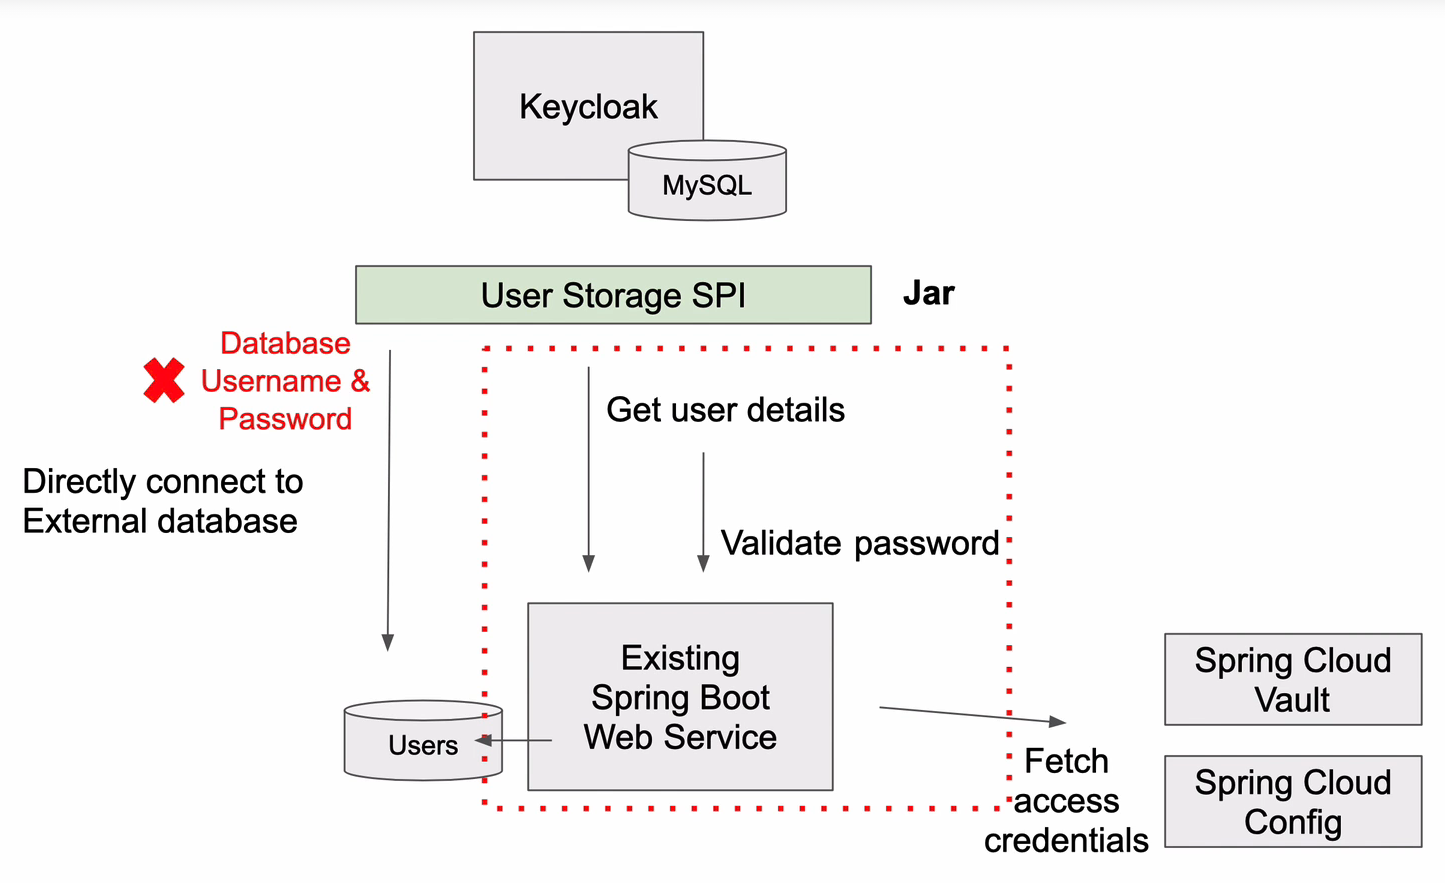 Keycloak
MySQL
User Storage SPI
Jar
Database
Username &
Password
Directly connect to
External database
Get user details
Validate password
Existing
Spring Boot
Web Service
Users
Fetch
access
credentials
Spring Cloud
Vault
Spring Cloud
Config